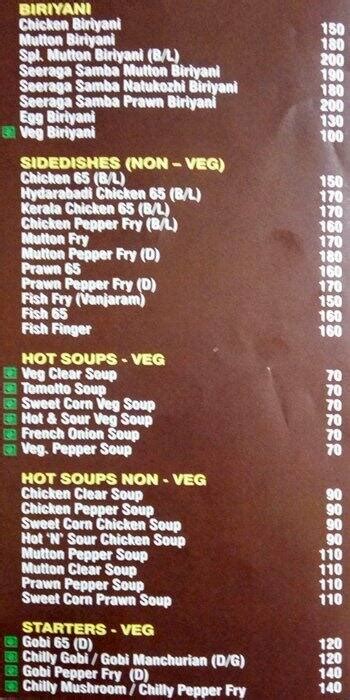 BIRIYANI
Chicken Biriyani 150
Mutton Biriyani 180
Spl. Mutton Biriyani (B/L) 200
Seeraga Samba Mutton Biriyani 190
Seeraga Samba Natukozhi Biriyani 180
Seeraga Samba Prawn Biriyani 200
Egg Biriyani 130
Veg Biriyani 100
SIDEDISHES (NON – VEG)
Chicken 65 (B/L) 150
Hydarabadi Chicken 65 (B/L) 170
Kerala Chicken 65 (B/L) 170
Chicken Pepper Fry (B/L) 160
Mutton Fry 170
Mutton Pepper Fry (D) 180
Prawn 65 160
Prawn Pepper Fry (D) 170
Fish Fry (Vanjaram) 150
Fish 65 160
Fish Finger 160
HOT SOUPS - VEG
Veg Clear Soup 70
Tomotto Soup 70
Sweet Corn Veg Soup 70
Hot & Sour Veg Soup 70
French Onion Soup 70
Veg. Pepper Soup 70
HOT SOUPS NON - VEG
Chicken Clear Soup 90
Chicken Pepper Soup 90
Sweet Corn Chicken Soup 90
Hot 'N' Sour Chicken Soup 90
Mutton Pepper Soup 110
Mutton Clear Soup 110
Prawn Pepper Soup 110
Sweet Corn Prawn Soup 110
STARTERS - VEG
Gobi 65 (D) 120
Chilly Gobi / Gobi Manchurian (D/G) 120
Gobi Pepper Fry (D) 140
Chilly Mushroom / Chilly Pepper Fry 140